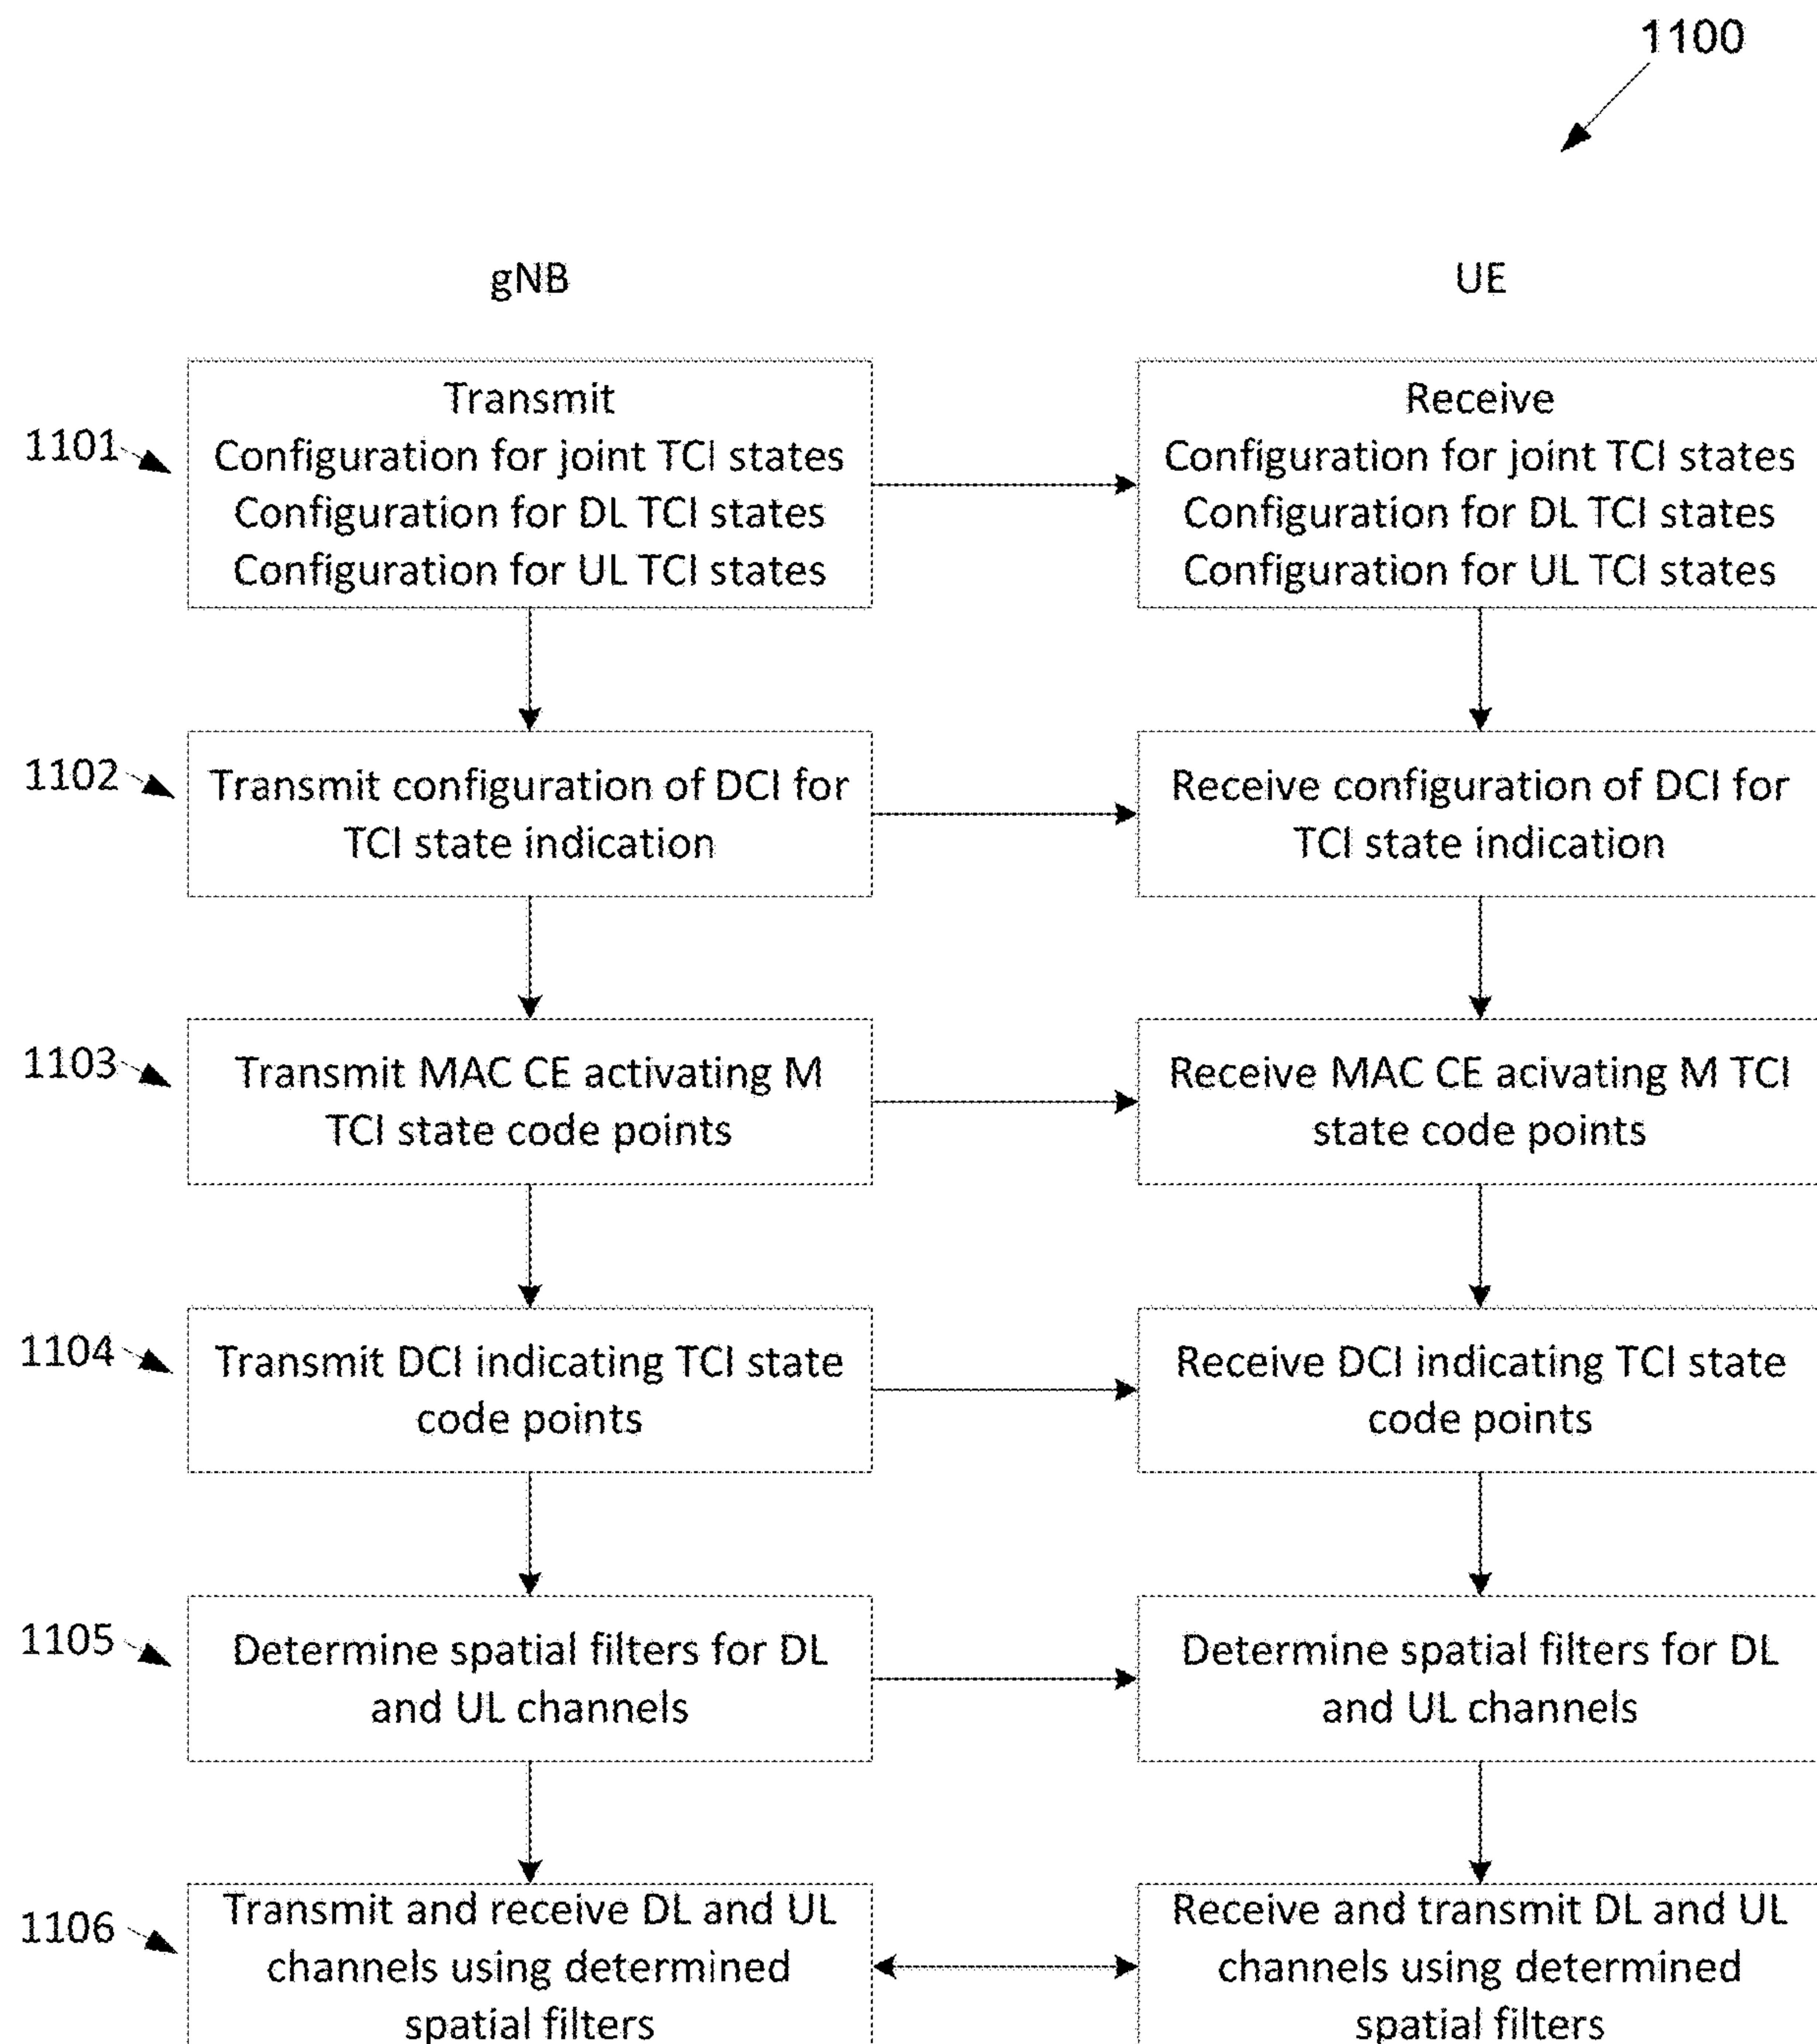 1100
gNB
UE
1101
Transmit
Configuration for joint TCI states
Configuration for DL TCI states
Configuration for UL TCI states
Receive
Configuration for joint TCI states
Configuration for DL TCI states
Configuration for UL TCI states
1102
Transmit configuration of DCI for
TCI state indication
Receive configuration of DCI for
TCI state indication
1103
Transmit MAC CE activating M
TCI state code points
Receive MAC CE acivating M TCI
state code points
1104
Transmit DCI indicating TCI state
code points
Receive DCI indicating TCI state
code points
1105
Determine spatial filters for DL
and UL channels
Determine spatial filters for DL
and UL channels
1106
Transmit and receive DL and UL
channels using determined
spatial filters
Receive and transmit DL and UL
channels using determined
spatial filters